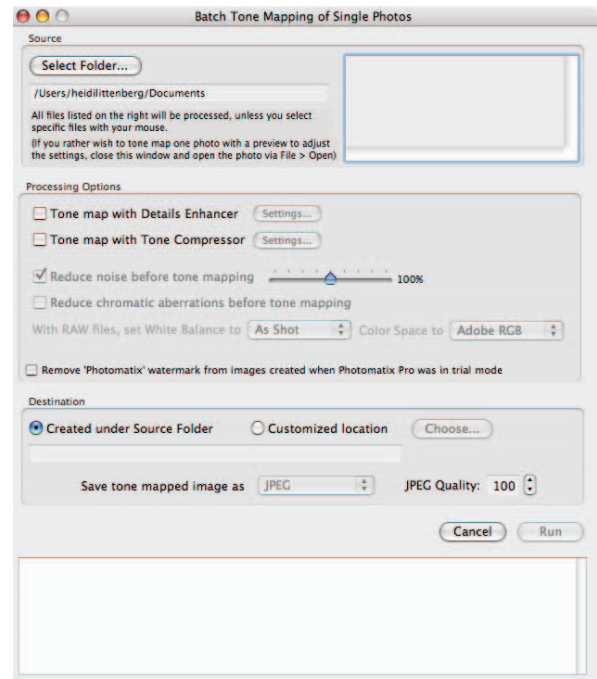 Batch Tone Mapping of Single Photos
Source
Select Folder...
/Users/heidilittenberg/Documents
All files listed on the right will be processed, unless you select
specific files with your mouse.
(If you rather wish to tone map one photo with a preview to adjust
the settings, close this window and open the photo via File > Open)
Processing Options
Tone map with Details Enhancer Settings...
Tone map with Tone Compressor Settings...
Reduce noise before tone mapping 100%
Reduce chromatic aberrations before tone mapping
With RAW files, set White Balance to As Shot Color Space to Adobe RGB
Remove 'Photomatix' watermark from images created when Photomatix Pro was in trial mode
Destination
Created under Source Folder Customized location Choose...
Save tone mapped image as JPEG JPEG Quality: 100
Cancel Run